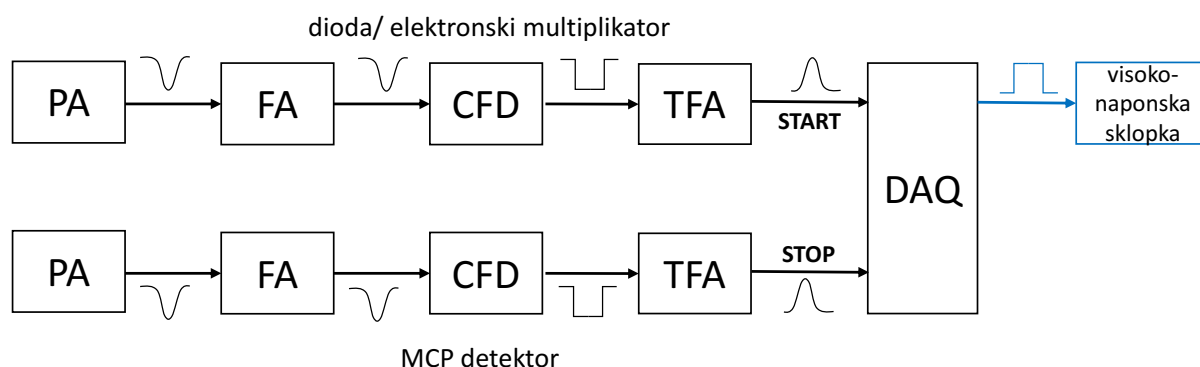 dioda/ elektronski multiplikator
PA
FA
CFD
TFA
START
DAQ
visoko-
naponska
sklopka
PA
FA
CFD
TFA
STOP
MCP detektor